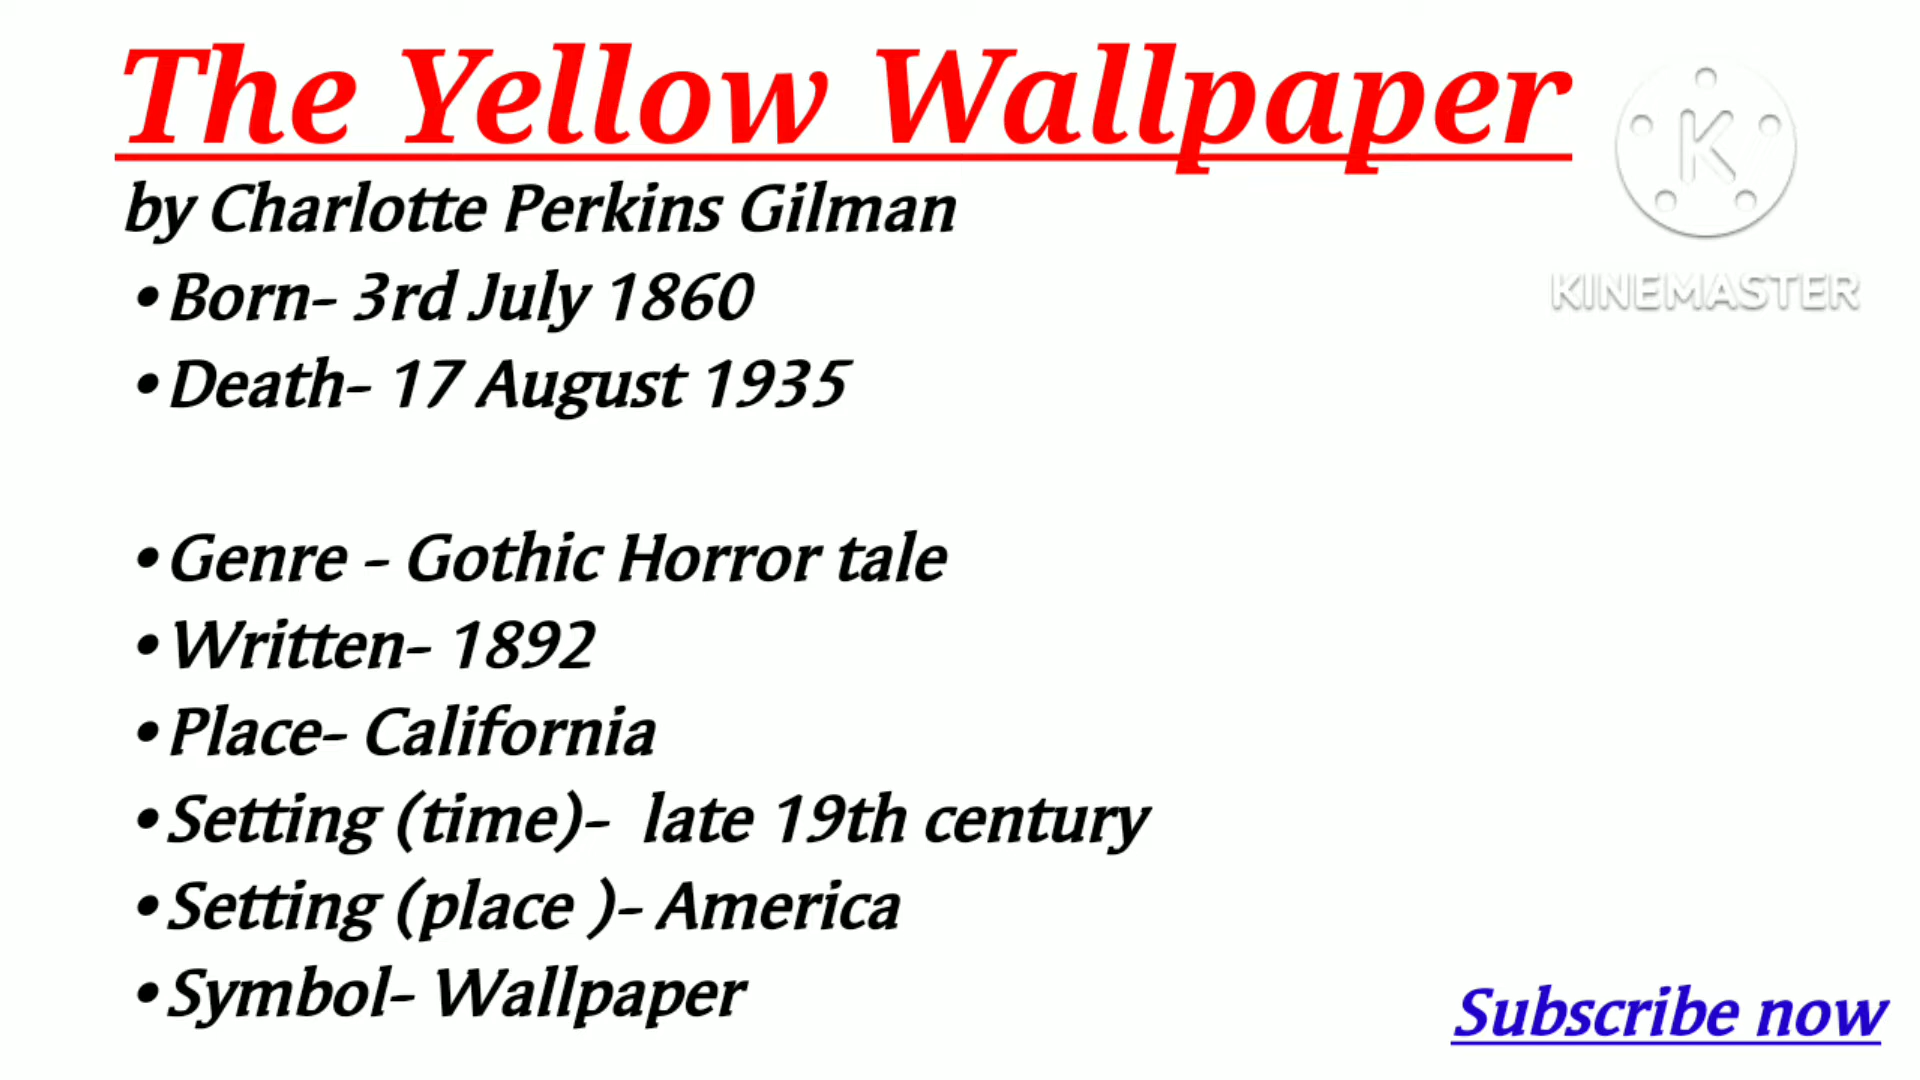 The Yellow Wallpaper
by Charlotte Perkins Gilman
•Born- 3rd July 1860
•Death- 17 August 1935
•Genre - Gothic Horror tale
•Written- 1892
•Place- California
•Setting (time)- late 19th century
•Setting (place )- America
•Symbol- Wallpaper
K
KINEMASTER
Subscribe now